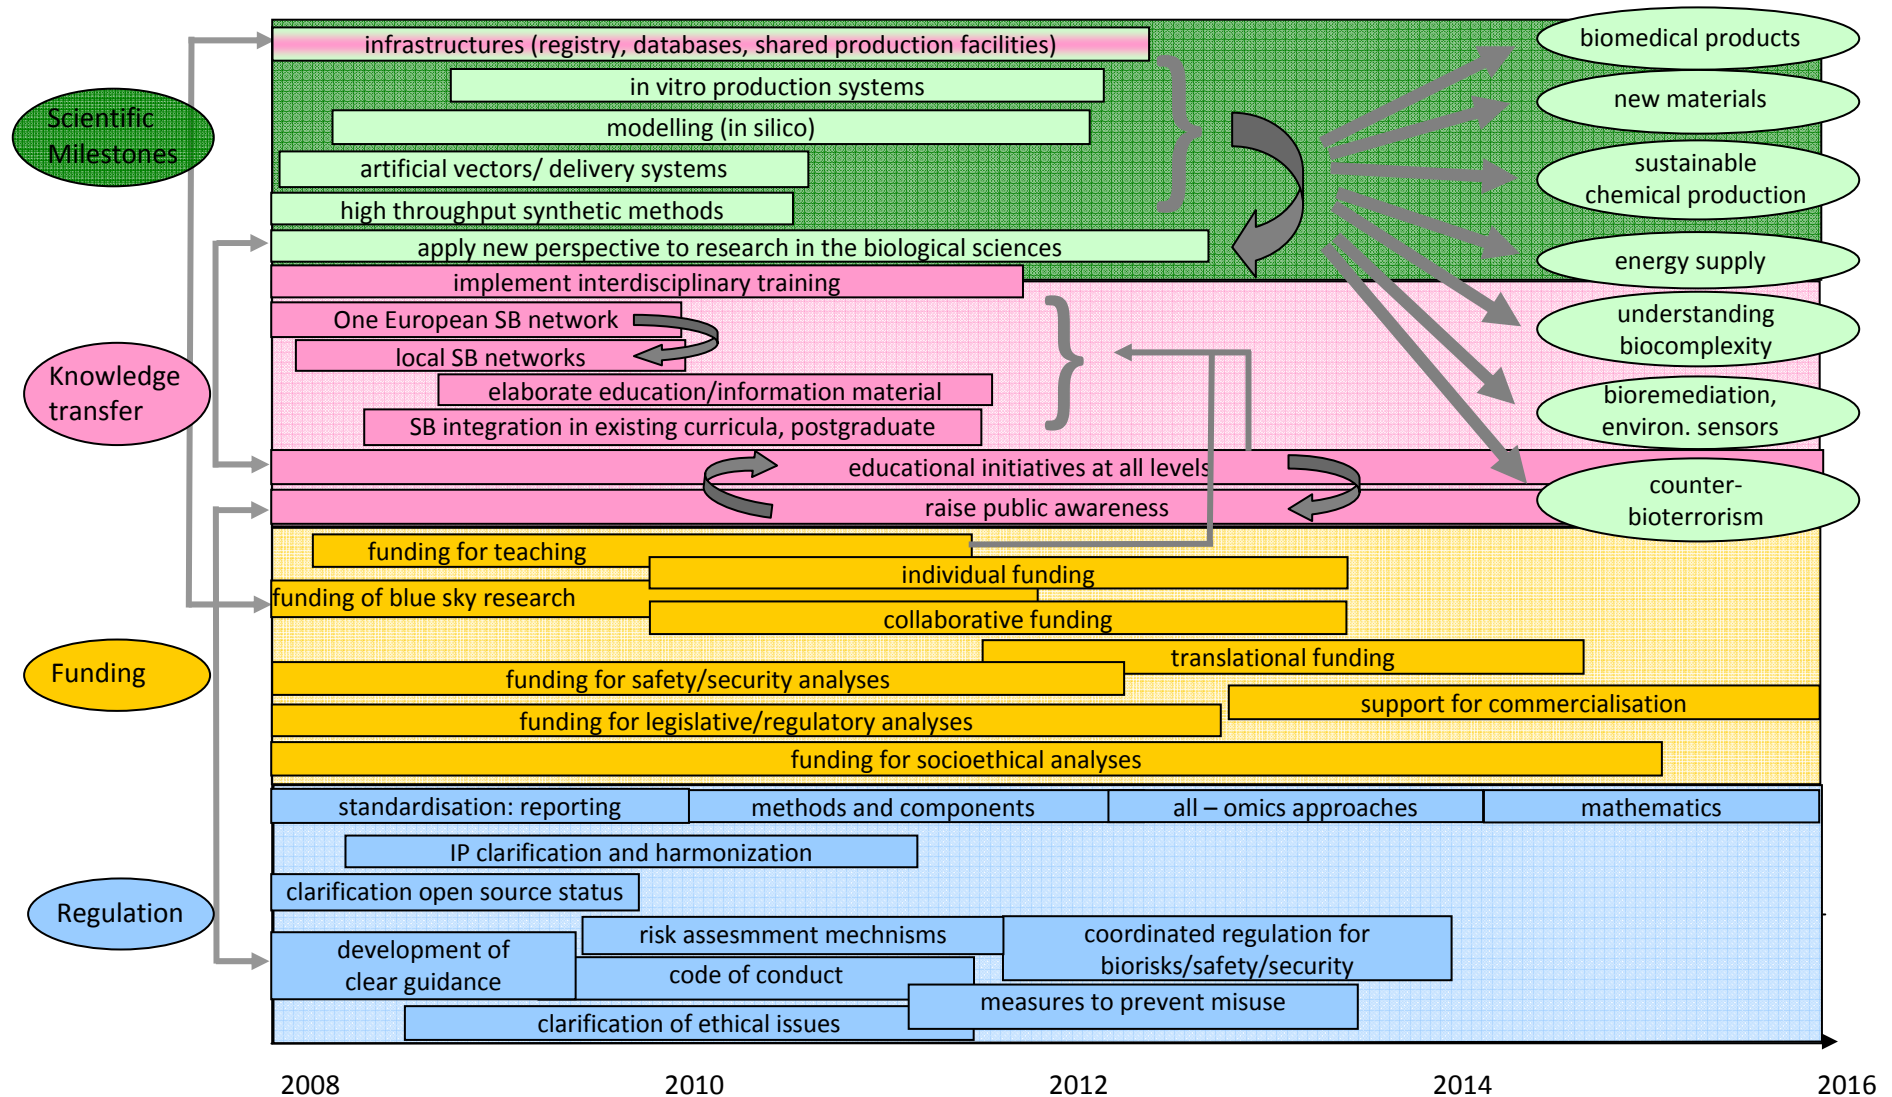 infrastructures (registry, databases, shared production facilities)
in vitro production systems
modelling (in silico)
artificial vectors/ delivery systems
high throughput synthetic methods
apply new perspective to research in the biological sciences
Scientific
Milestones
biomedical products
new materials
sustainable
chemical production
energy supply
understanding
biocomplexity
bioremediation,
environ. sensors
counter-
bioterrorism
implement interdisciplinary training
One European SB network
local SB networks
elaborate education/information material
SB integration in existing curricula, postgraduate
educational initiatives at all levels
raise public awareness
Knowledge
transfer
funding for teaching
individual funding
funding of blue sky research
collaborative funding
translational funding
funding for safety/security analyses
support for commercialisation
funding for legislative/regulatory analyses
funding for socioethical analyses
Funding
standardisation: reporting
methods and components
all – omics approaches
mathematics
IP clarification and harmonization
clarification open source status
Regulation
risk assesmment mechnisms
coordinated regulation for
biorisks/safety/security
development of
clear guidance
code of conduct
measures to prevent misuse
clarification of ethical issues
2008
2010
2012
2014
2016